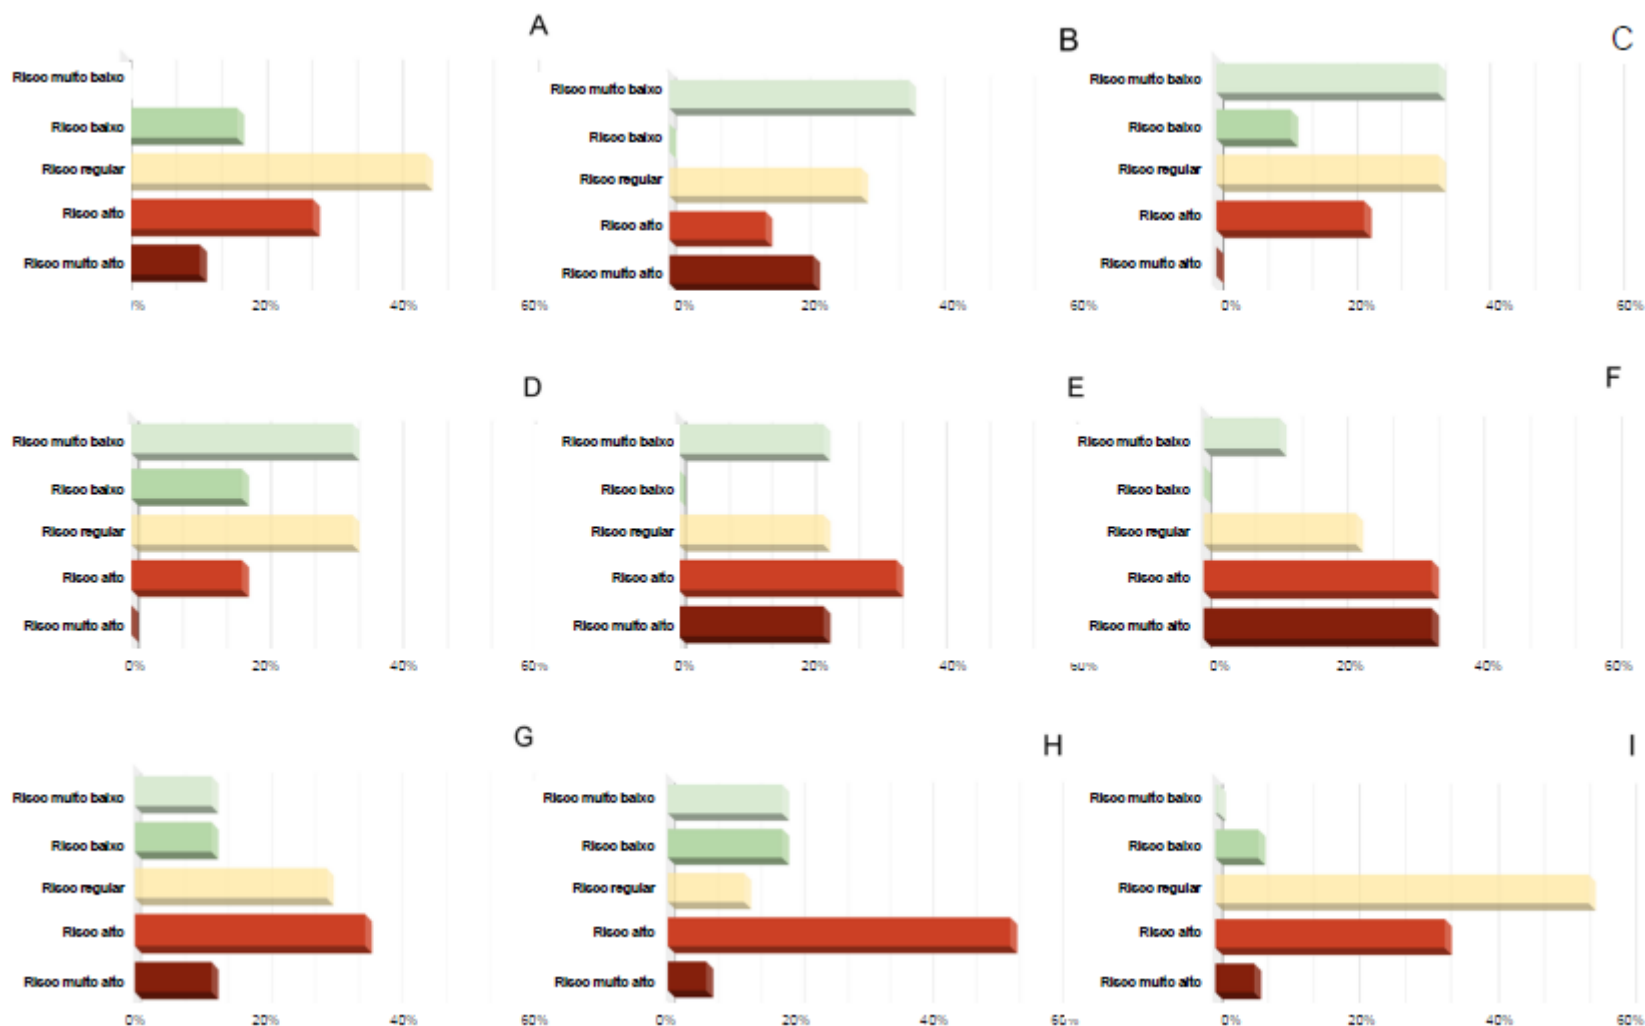 A
Risco muito baixo
Risco baixo
Risco regular
Risco alto
Risco muito alto
% 20% 40% 60%
B
Risco muito baixo
Risco baixo
Risco regular
Risco alto
Risco muito alto
0% 20% 40% 60%
C
Risco muito baixo
Risco baixo
Risco regular
Risco alto
Risco muito alto
0% 20% 40% 60%
D
Risco muito baixo
Risco baixo
Risco regular
Risco alto
Risco muito alto
0% 20% 40% 60%
E
Risco muito baixo
Risco baixo
Risco regular
Risco alto
Risco muito alto
0% 20% 40% 60%
F
Risco muito baixo
Risco baixo
Risco regular
Risco alto
Risco muito alto
0% 20% 40% 60%
G
Risco muito baixo
Risco baixo
Risco regular
Risco alto
Risco muito alto
0% 20% 40% 60%
H
Risco muito baixo
Risco baixo
Risco regular
Risco alto
Risco muito alto
0% 20% 40% 60%
I
Risco muito baixo
Risco baixo
Risco regular
Risco alto
Risco muito alto
0% 20% 40% 60%